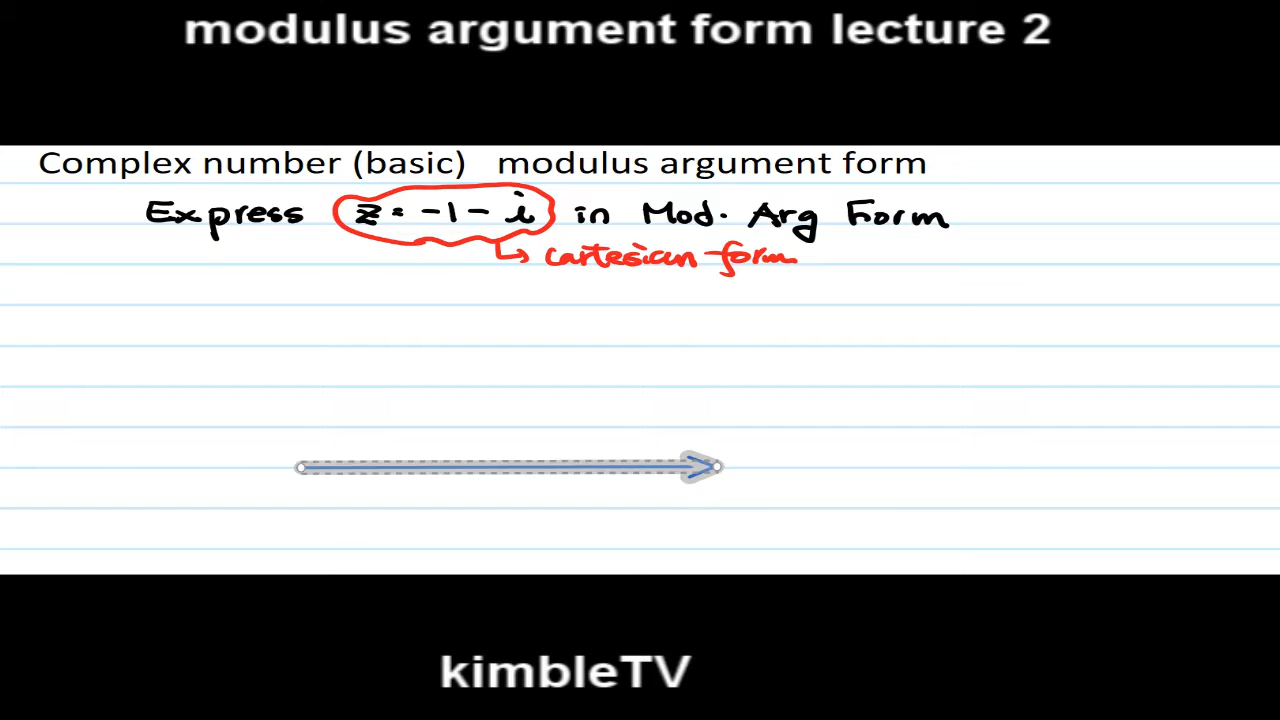 modulus argument form lecture 2
Complex number (basic) modulus argument form
Express z = -1 - i in Mod. Arg Form
cartesian form
kimbleTV